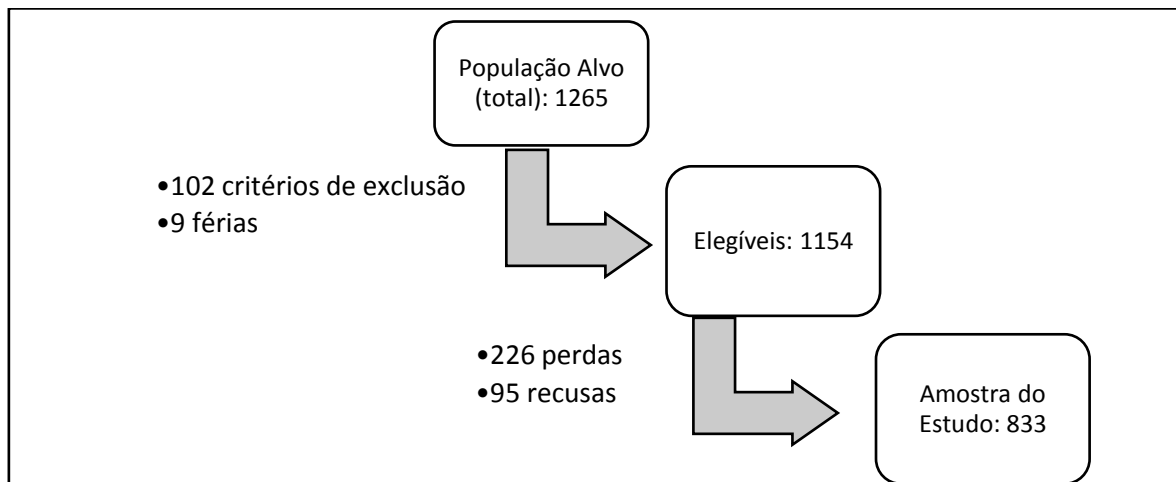 População Alvo
(total): 1265
•102 critérios de exclusão
•9 férias
Elegíveis: 1154
•226 perdas
•95 recusas
Amostra do
Estudo: 833